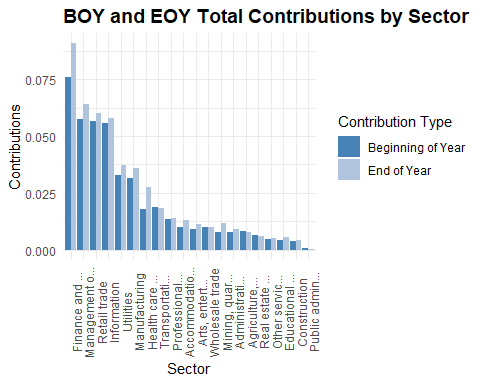 BOY and EOY Total Contributions by Sector
Contributions
0.075
0.050
0.025
0.000
Finance and ...
Management o...
Retail trade
Information
Utilities
Manufacturing
Health care ...
Transportati...
Professional...
Accommodatio...
Arts, entert...
Wholesale trade
Mining, quar...
Administrati...
Agriculture,...
Real estate ...
Other servic...
Educational ...
Construction
Public admin...
Sector
Contribution Type
Beginning of Year
End of Year